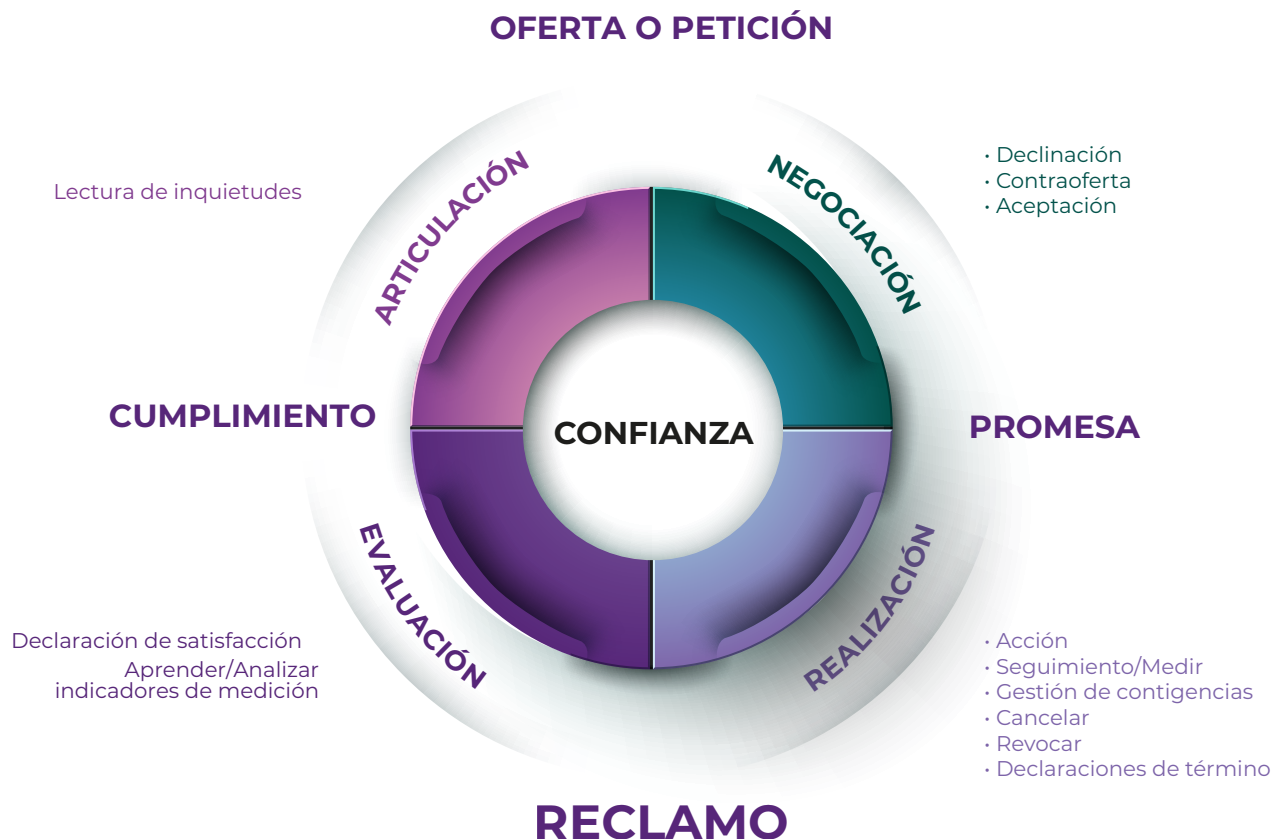 OFERTA O PETICIÓN
ARTICULACIÓN
Lectura de inquietudes
NEGOCIACIÓN
• Declinación
• Contraoferta
• Aceptación
CUMPLIMIENTO
CONFIANZA
PROMESA
EVALUACIÓN
Declaración de satisfacción
Aprender/Analizar
indicadores de medición
REALIZACIÓN
• Acción
• Seguimiento/Medir
• Gestión de contigencias
• Cancelar
• Revocar
• Declaraciones de término
RECLAMO